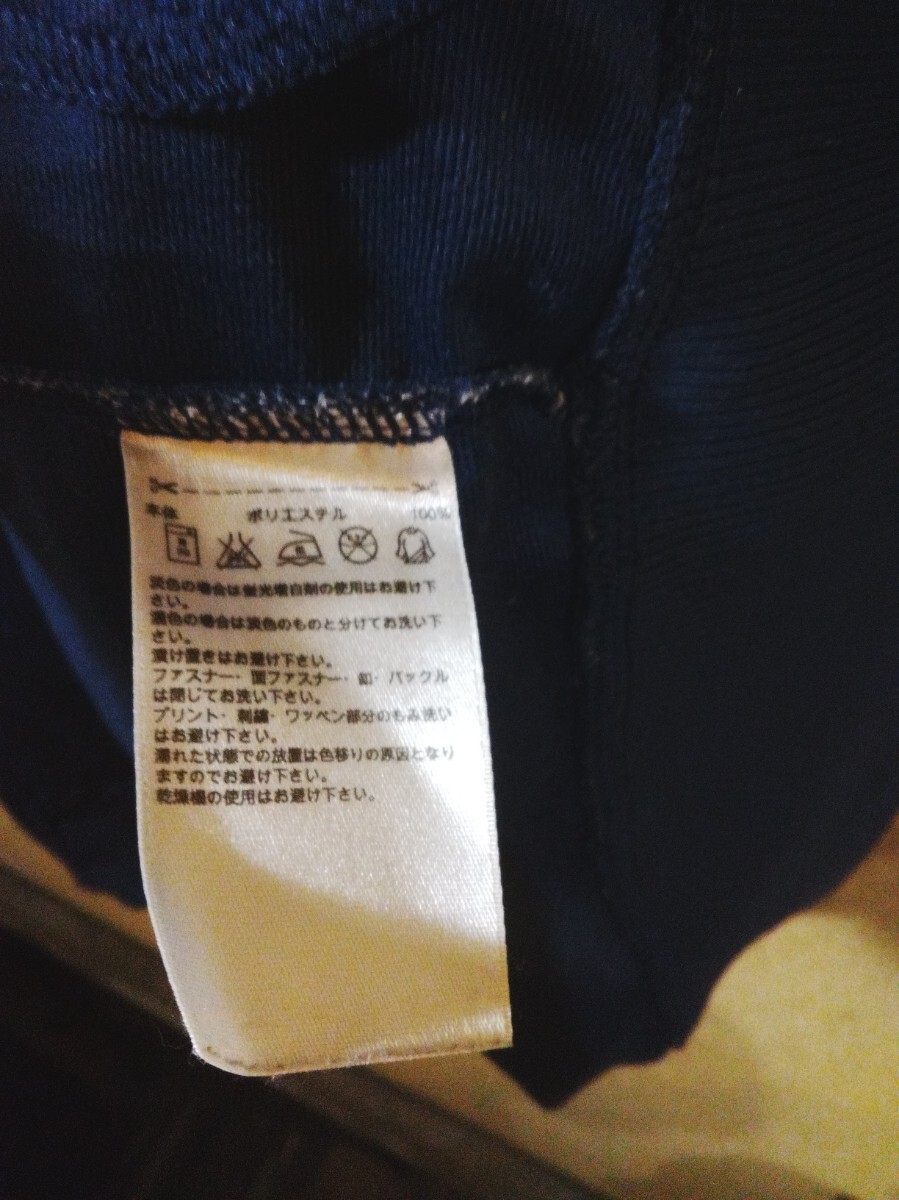 本体 ポリエステル 100%
淡色の場合は蛍光増白剤の使用はお避け下
さい。
濃色の場合は淡色のものと分けてお洗い下
さい。
漬け置きはお避け下さい。
ファスナー・面ファスナー・釦・バックル
は閉じてお洗い下さい。
プリント・刺繍・ワッペン部分のもみ洗い
はお避け下さい。
濡れた状態での放置は色移りの原因となり
ますのでお避け下さい。
乾燥機の使用はお避け下さい。